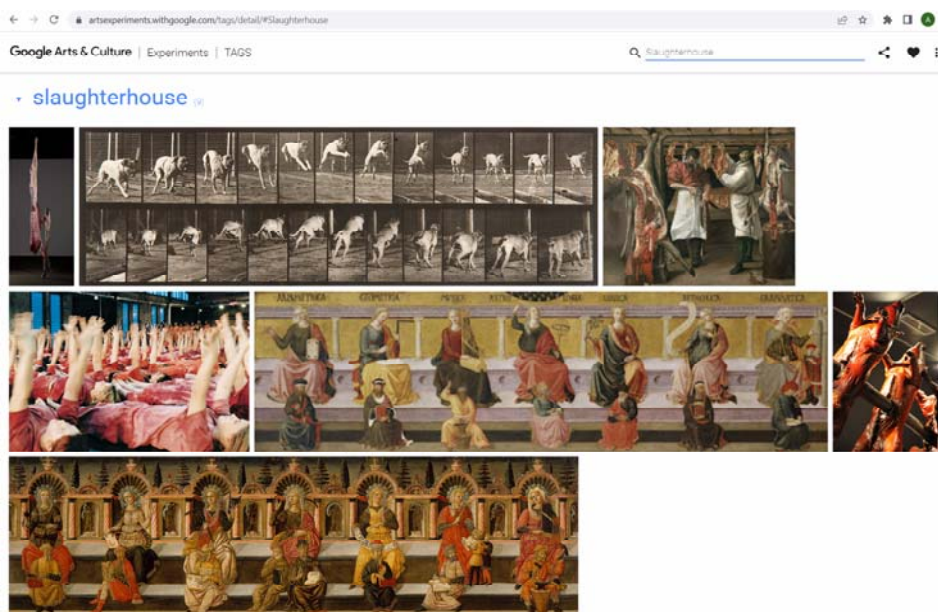 artsexperiments.withgoogle.com/tags/detail/#Slaughterhouse
Google Arts & Culture | Experiments | TAGS
Slaughterhouse
slaughterhouse